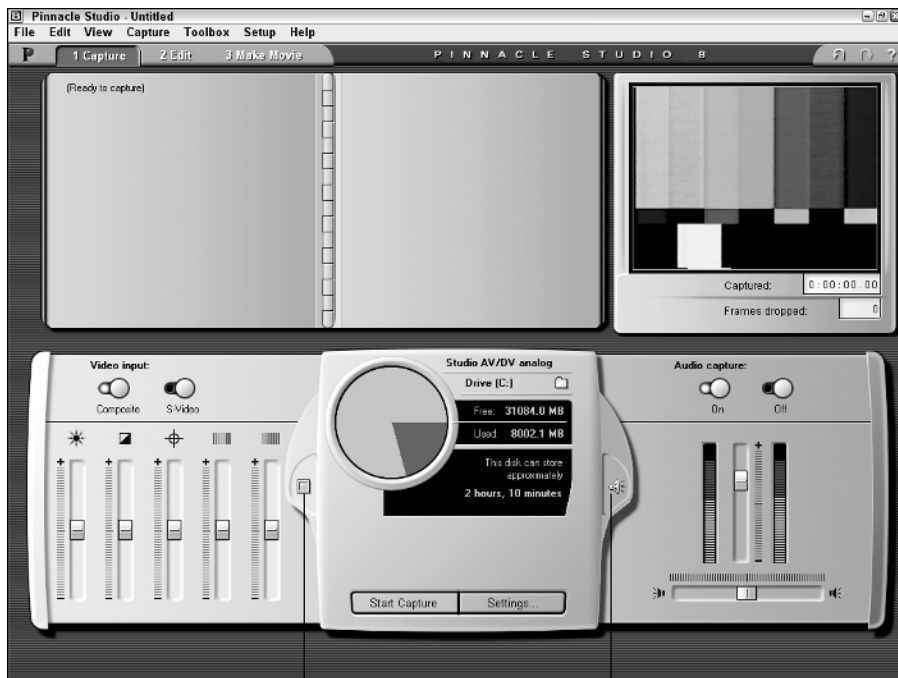 Pinnacle Studio - Untitled
File Edit View Capture Toolbox Setup Help
P 1 Capture 2 Edit 3 Make Movie PINNACLE STUDIO 8 ?
(Ready to capture)
Captured: 0:00:00.00
Frames dropped: 0
Video input:
Composite S-Video
Studio AV/DV analog
Drive (C:)
Free: 31084.0 MB
Used: 8002.1 MB
This disk can store
approximately
2 hours, 10 minutes
Start Capture Settings...
Audio capture:
On Off